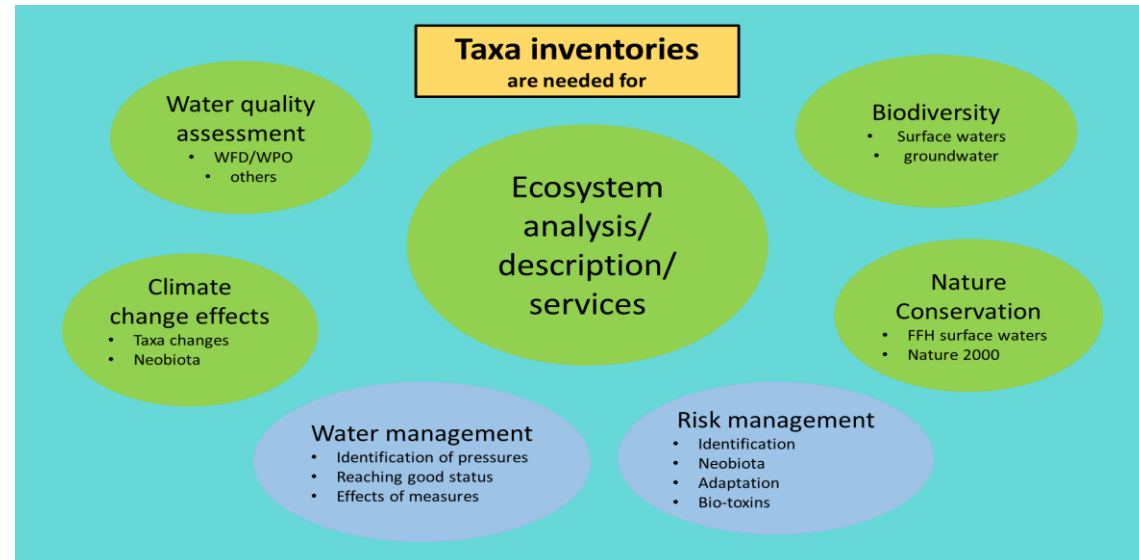 Taxa inventories
are needed for
Water quality
assessment
• WFD/WPO
• others
Biodiversity
• Surface waters
• groundwater
Ecosystem
analysis/
description/
services
Climate
change effects
• Taxa changes
• Neobiota
Nature
Conservation
• FFH surface waters
• Nature 2000
Water management
• Identification of pressures
• Reaching good status
• Effects of measures
Risk management
• Identification
• Neobiota
• Adaptation
• Bio-toxins